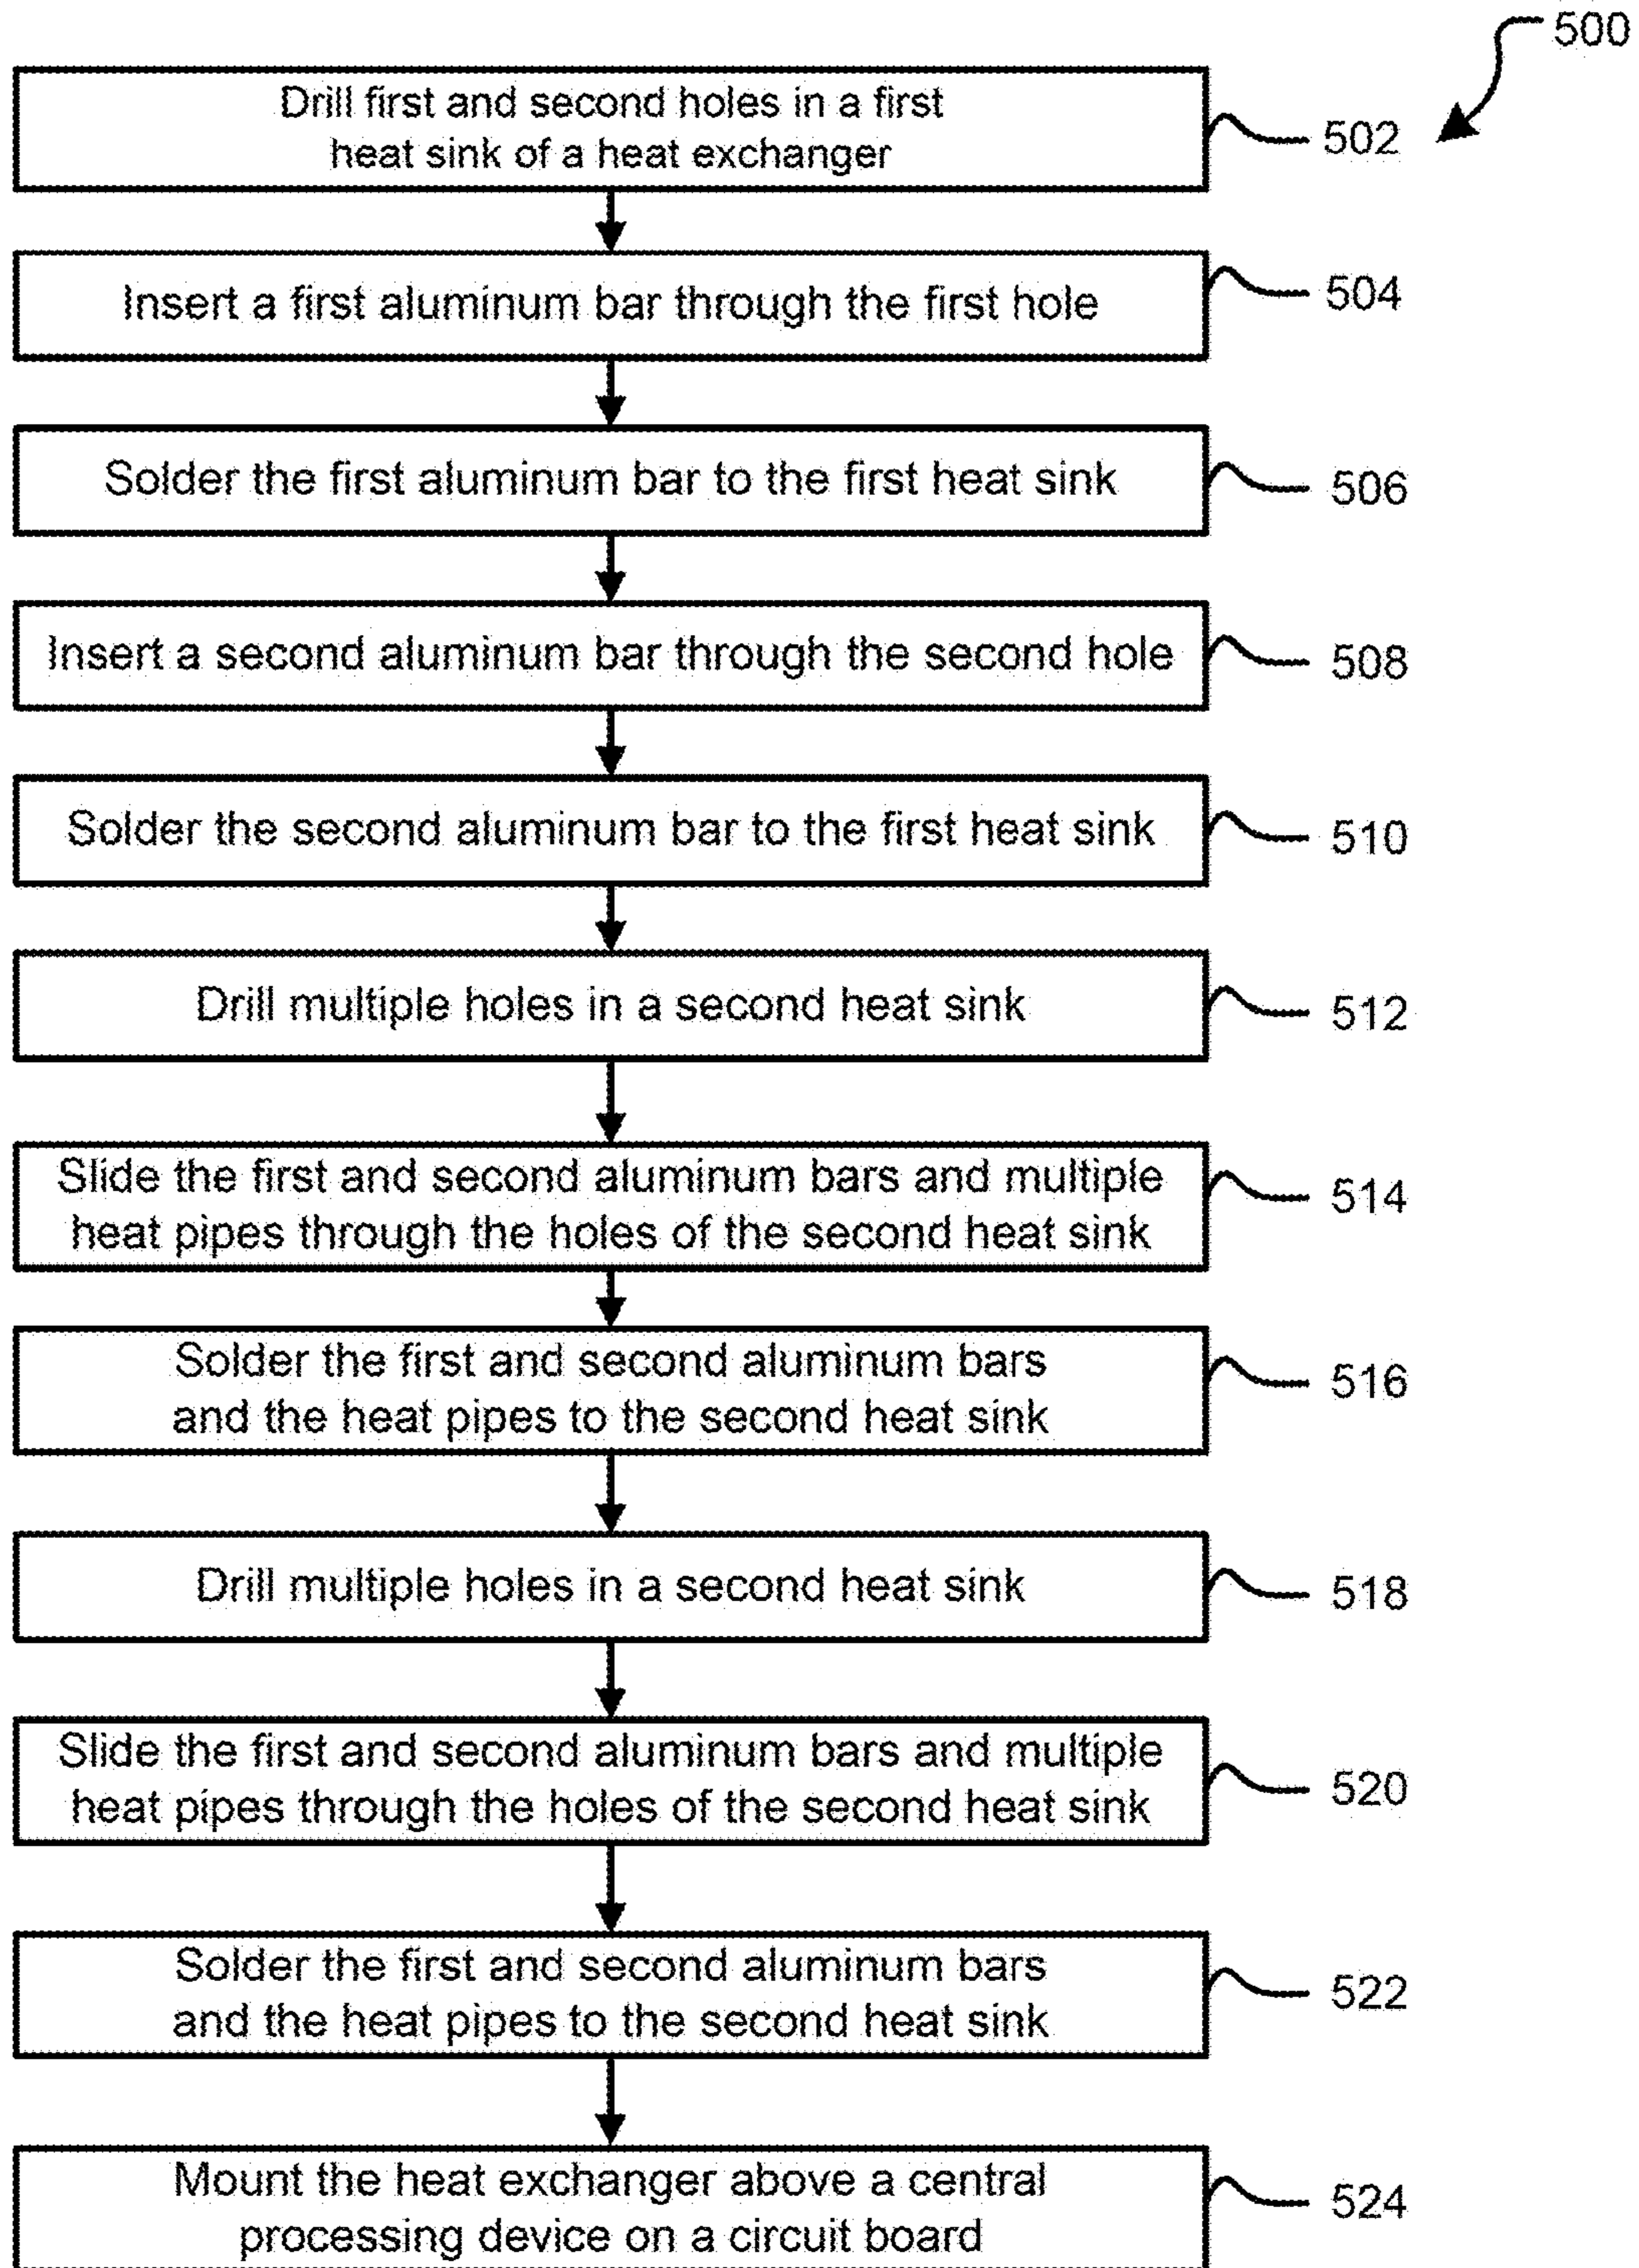 500
Drill first and second holes in a first
heat sink of a heat exchanger
502
Insert a first aluminum bar through the first hole
504
Solder the first aluminum bar to the first heat sink
506
Insert a second aluminum bar through the second hole
508
Solder the second aluminum bar to the first heat sink
510
Drill multiple holes in a second heat sink
512
Slide the first and second aluminum bars and multiple
heat pipes through the holes of the second heat sink
514
Solder the first and second aluminum bars
and the heat pipes to the second heat sink
516
Drill multiple holes in a second heat sink
518
Slide the first and second aluminum bars and multiple
heat pipes through the holes of the second heat sink
520
Solder the first and second aluminum bars
and the heat pipes to the second heat sink
522
Mount the heat exchanger above a central
processing device on a circuit board
524